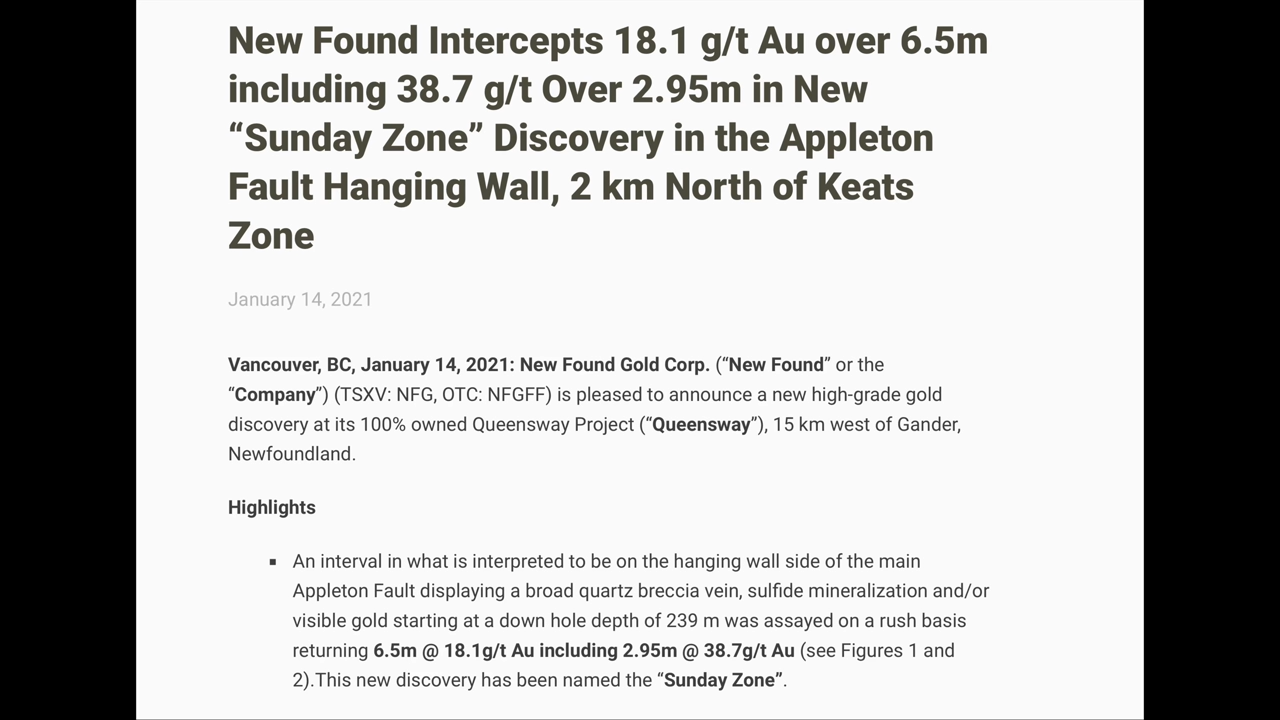 New Found Intercepts 18.1 g/t Au over 6.5m
including 38.7 g/t Over 2.95m in New
“Sunday Zone” Discovery in the Appleton
Fault Hanging Wall, 2 km North of Keats
Zone
January 14, 2021
Vancouver, BC, January 14, 2021: New Found Gold Corp. (“New Found” or the
“Company”) (TSXV: NFG, OTC: NFGFF) is pleased to announce a new high-grade gold
discovery at its 100% owned Queensway Project (“Queensway”), 15 km west of Gander,
Newfoundland.
Highlights
▪ An interval in what is interpreted to be on the hanging wall side of the main
Appleton Fault displaying a broad quartz breccia vein, sulfide mineralization and/or
visible gold starting at a down hole depth of 239 m was assayed on a rush basis
returning 6.5m @ 18.1g/t Au including 2.95m @ 38.7g/t Au (see Figures 1 and
2).This new discovery has been named the “Sunday Zone”.